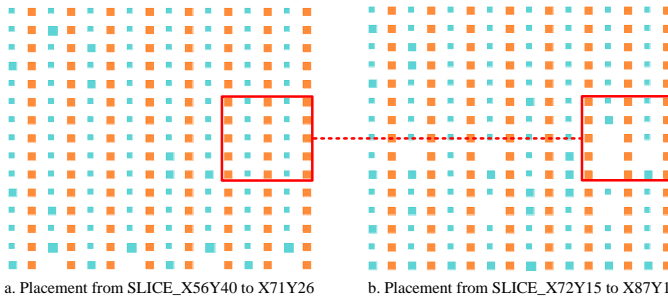 a. Placement from SLICE_X56Y40 to X71Y26
b. Placement from SLICE_X72Y15 to X87Y1